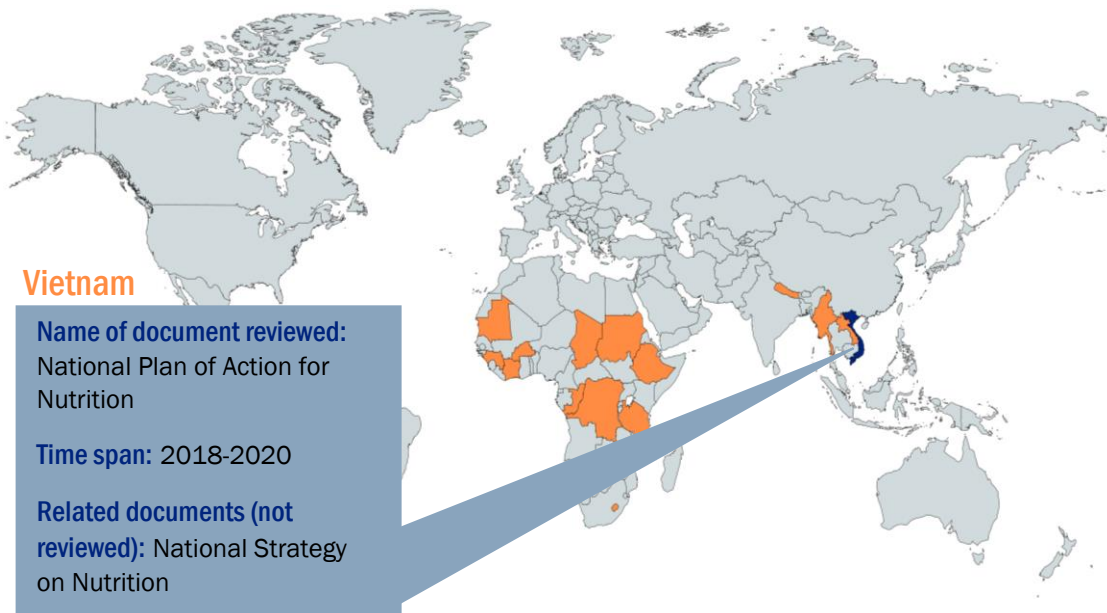 Vietnam
Name of document reviewed:
National Plan of Action for
Nutrition
Time span: 2018-2020
Related documents (not
reviewed): National Strategy
on Nutrition